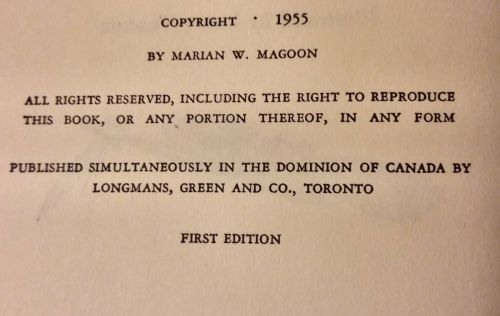 COPYRIGHT · 1955
BY MARIAN W. MAGOON
ALL RIGHTS RESERVED, INCLUDING THE RIGHT TO REPRODUCE
THIS BOOK, OR ANY PORTION THEREOF, IN ANY FORM
PUBLISHED SIMULTANEOUSLY IN THE DOMINION OF CANADA BY
LONGMANS, GREEN AND CO., TORONTO
FIRST EDITION